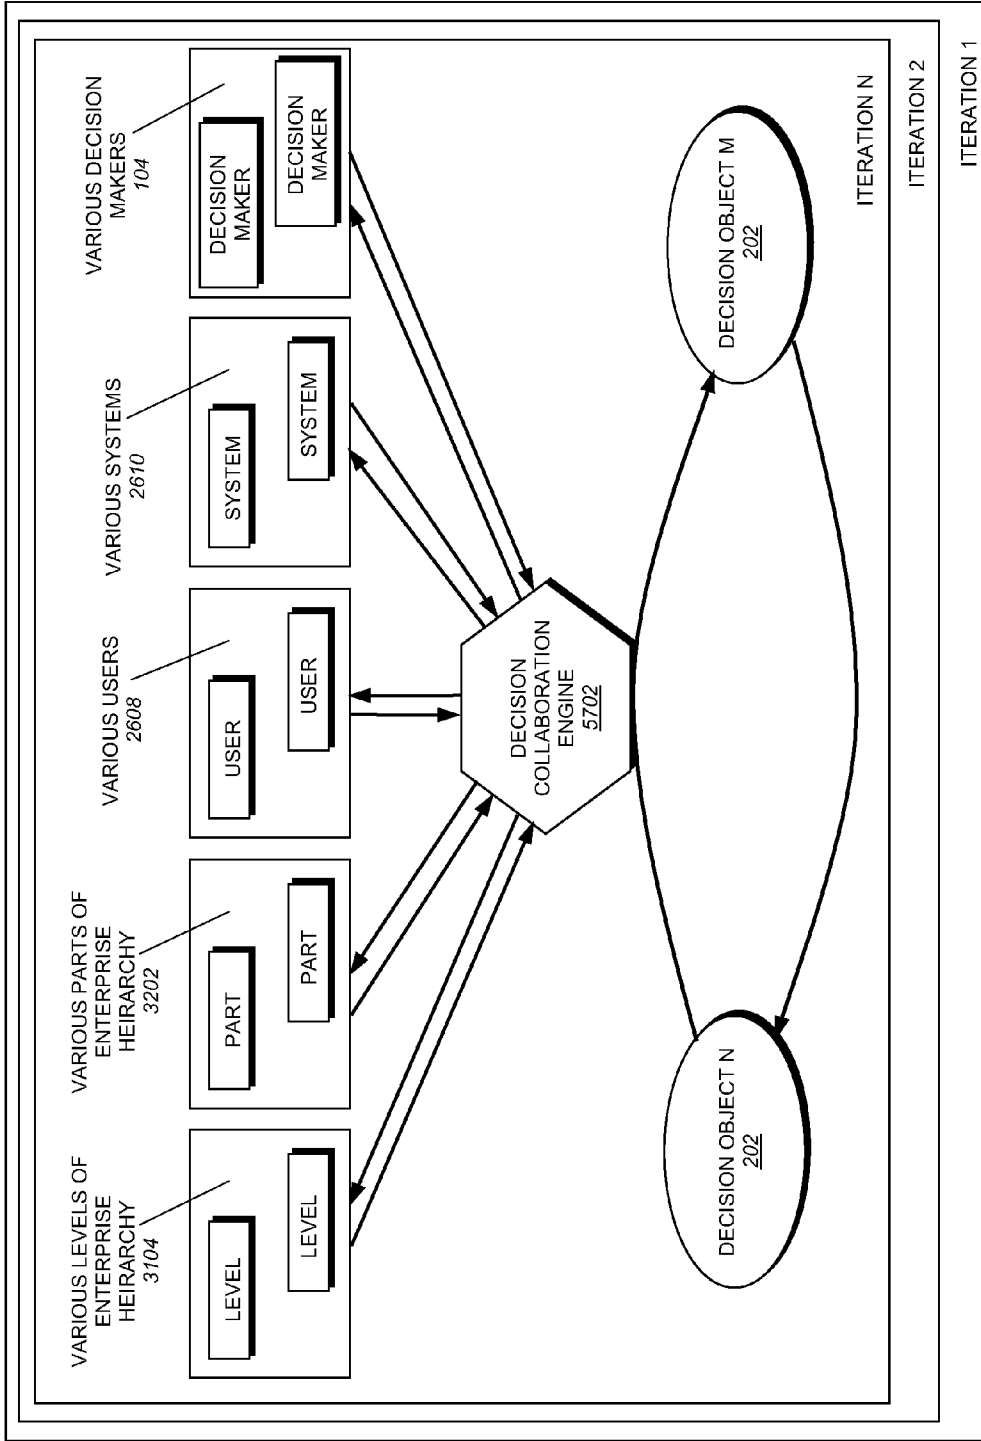 VARIOUS LEVELS OF
ENTERPRISE
HEIRARCHY
3104
LEVEL
LEVEL
VARIOUS PARTS OF
ENTERPRISE
HEIRARCHY
3202
PART
PART
VARIOUS USERS
2608
USER
USER
VARIOUS SYSTEMS
2610
SYSTEM
SYSTEM
VARIOUS DECISION
MAKERS
104
DECISION
MAKER
DECISION
MAKER
DECISION
COLLABORATION
ENGINE
5702
DECISION OBJECT N
202
DECISION OBJECT M
202
ITERATION N
ITERATION 2
ITERATION 1